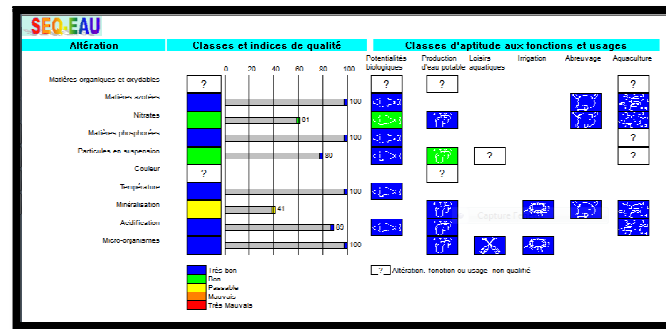 SEQ-EAU
Altération Classes et indices de qualité Classes d'aptitude aux fonctions et usages
Potentialités biologiques Production d'eau potable Loisirs aquatiques Irrigation Abreuvage Aquaculture
0 20 40 60 80 100
Matières organiques et oxydables ? ? ? ?
Matières azotées 100
Nitrates 61
Matières phosphorées 100 ?
Particules en suspension 80 ? ?
Couleur ? ?
Température 100
Minéralisation 41
Acidification 89
Micro-organismes 100
Très bon ? Altération, fonction ou usage non qualifié
Bon
Passable
Mauvais
Très Mauvais